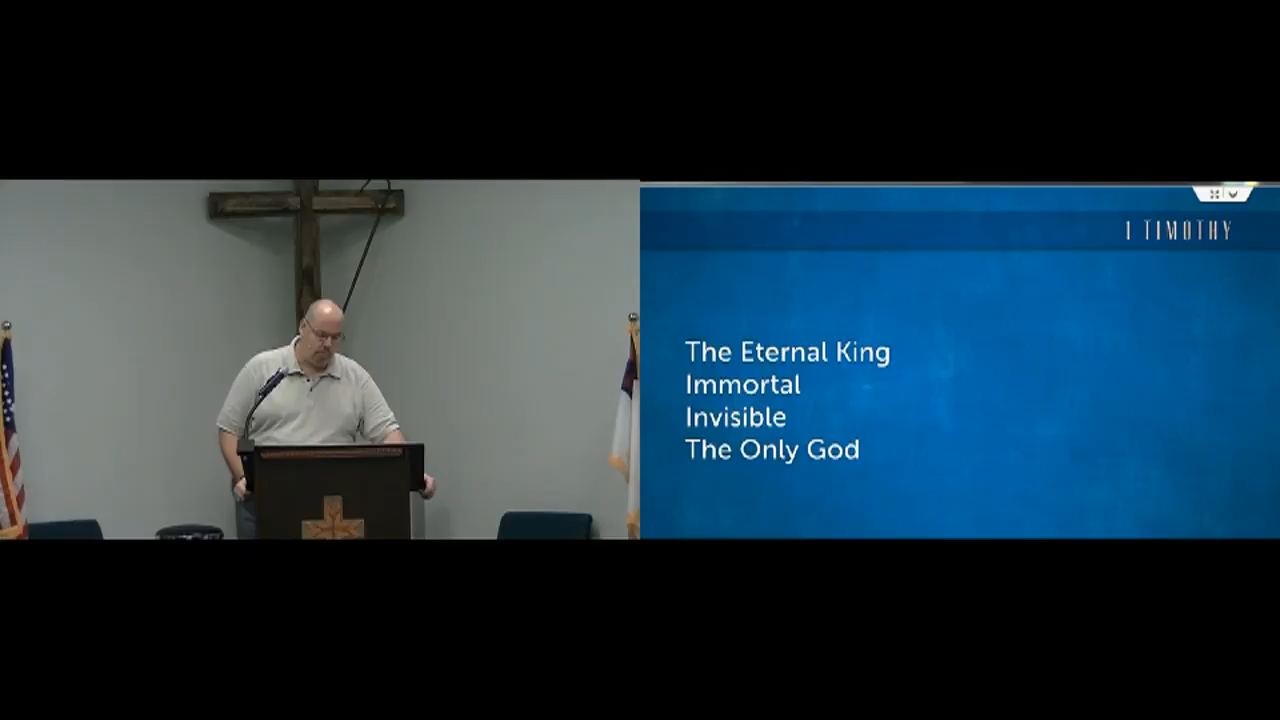 1 TIMOTHY
The Eternal King
Immortal
Invisible
The Only God